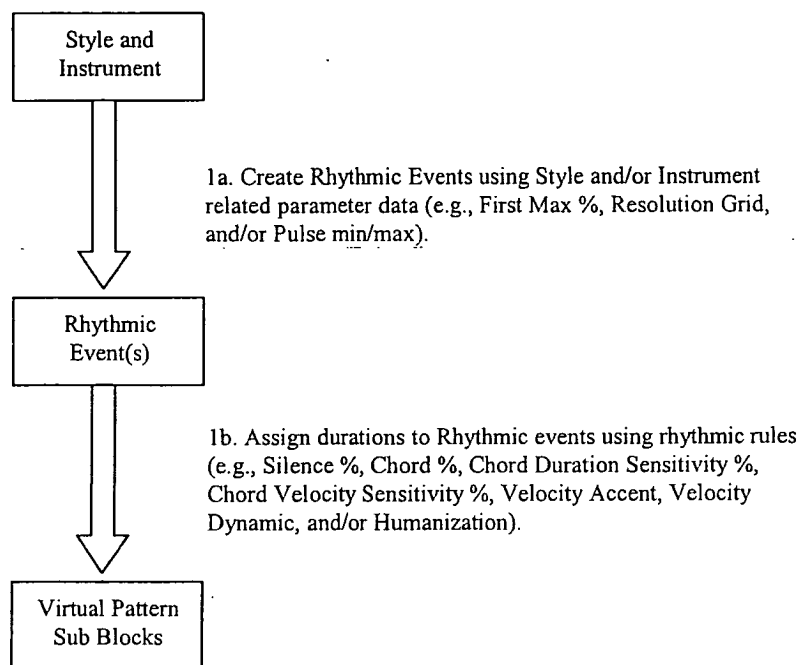 Style and
Instrument
1a. Create Rhythmic Events using Style and/or Instrument
related parameter data (e.g., First Max %, Resolution Grid,
and/or Pulse min/max).
Rhythmic
Event(s)
1b. Assign durations to Rhythmic events using rhythmic rules
(e.g., Silence %, Chord %, Chord Duration Sensitivity %,
Chord Velocity Sensitivity %, Velocity Accent, Velocity
Dynamic, and/or Humanization).
Virtual Pattern
Sub Blocks